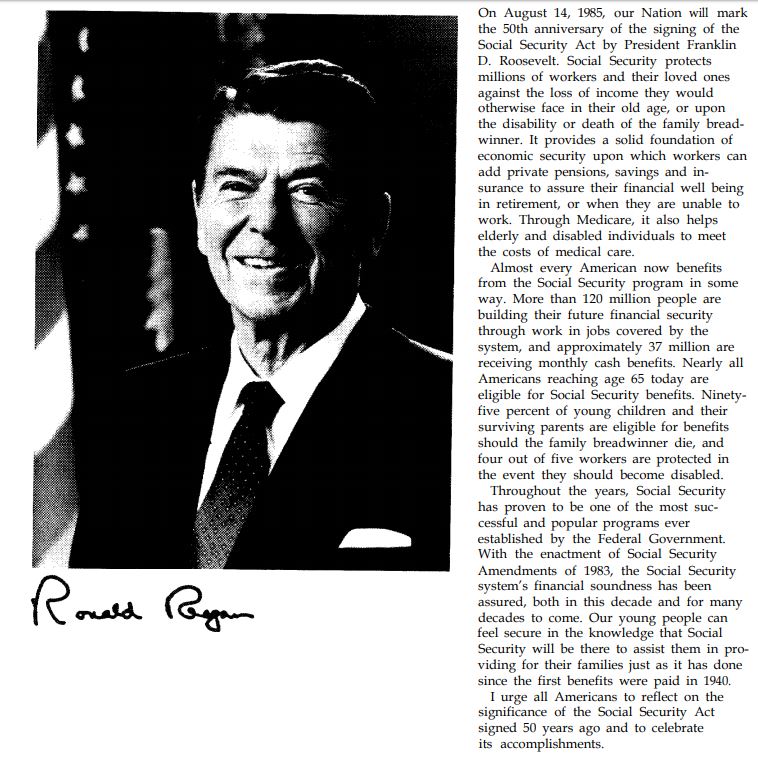 On August 14, 1985, our Nation will mark
the 50th anniversary of the signing of the
Social Security Act by President Franklin
D. Roosevelt. Social Security protects
millions of workers and their loved ones
against the loss of income they would
otherwise face in their old age, or upon
the disability or death of the family bread-
winner. It provides a solid foundation of
economic security upon which workers can
add private pensions, savings and in-
surance to assure their financial well being
in retirement, or when they are unable to
work. Through Medicare, it also helps
elderly and disabled individuals to meet
the costs of medical care.
Almost every American now benefits
from the Social Security program in some
way. More than 120 million people are
building their future financial security
through work in jobs covered by the
system, and approximately 37 million are
receiving monthly cash benefits. Nearly all
Americans reaching age 65 today are
eligible for Social Security benefits. Ninety-
five percent of young children and their
surviving parents are eligible for benefits
should the family breadwinner die, and
four out of five workers are protected in
the event they should become disabled.
Throughout the years, Social Security
has proven to be one of the most suc-
cessful and popular programs ever
established by the Federal Government.
With the enactment of Social Security
Amendments of 1983, the Social Security
system's financial soundness has been
assured, both in this decade and for many
decades to come. Our young people can
feel secure in the knowledge that Social
Security will be there to assist them in pro-
viding for their families just as it has done
since the first benefits were paid in 1940.
I urge all Americans to reflect on the
significance of the Social Security Act
signed 50 years ago and to celebrate
its accomplishments.
Ronald Reagan